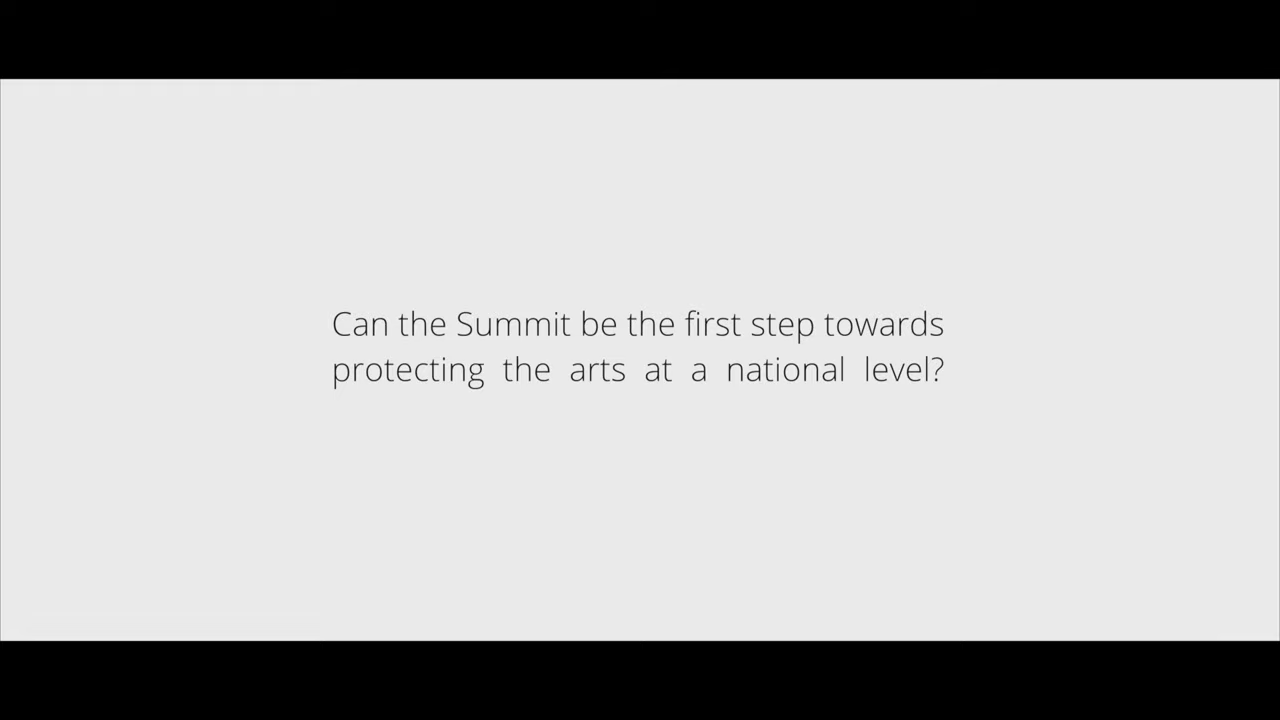 Can the Summit be the first step towards
protecting the arts at a national level?